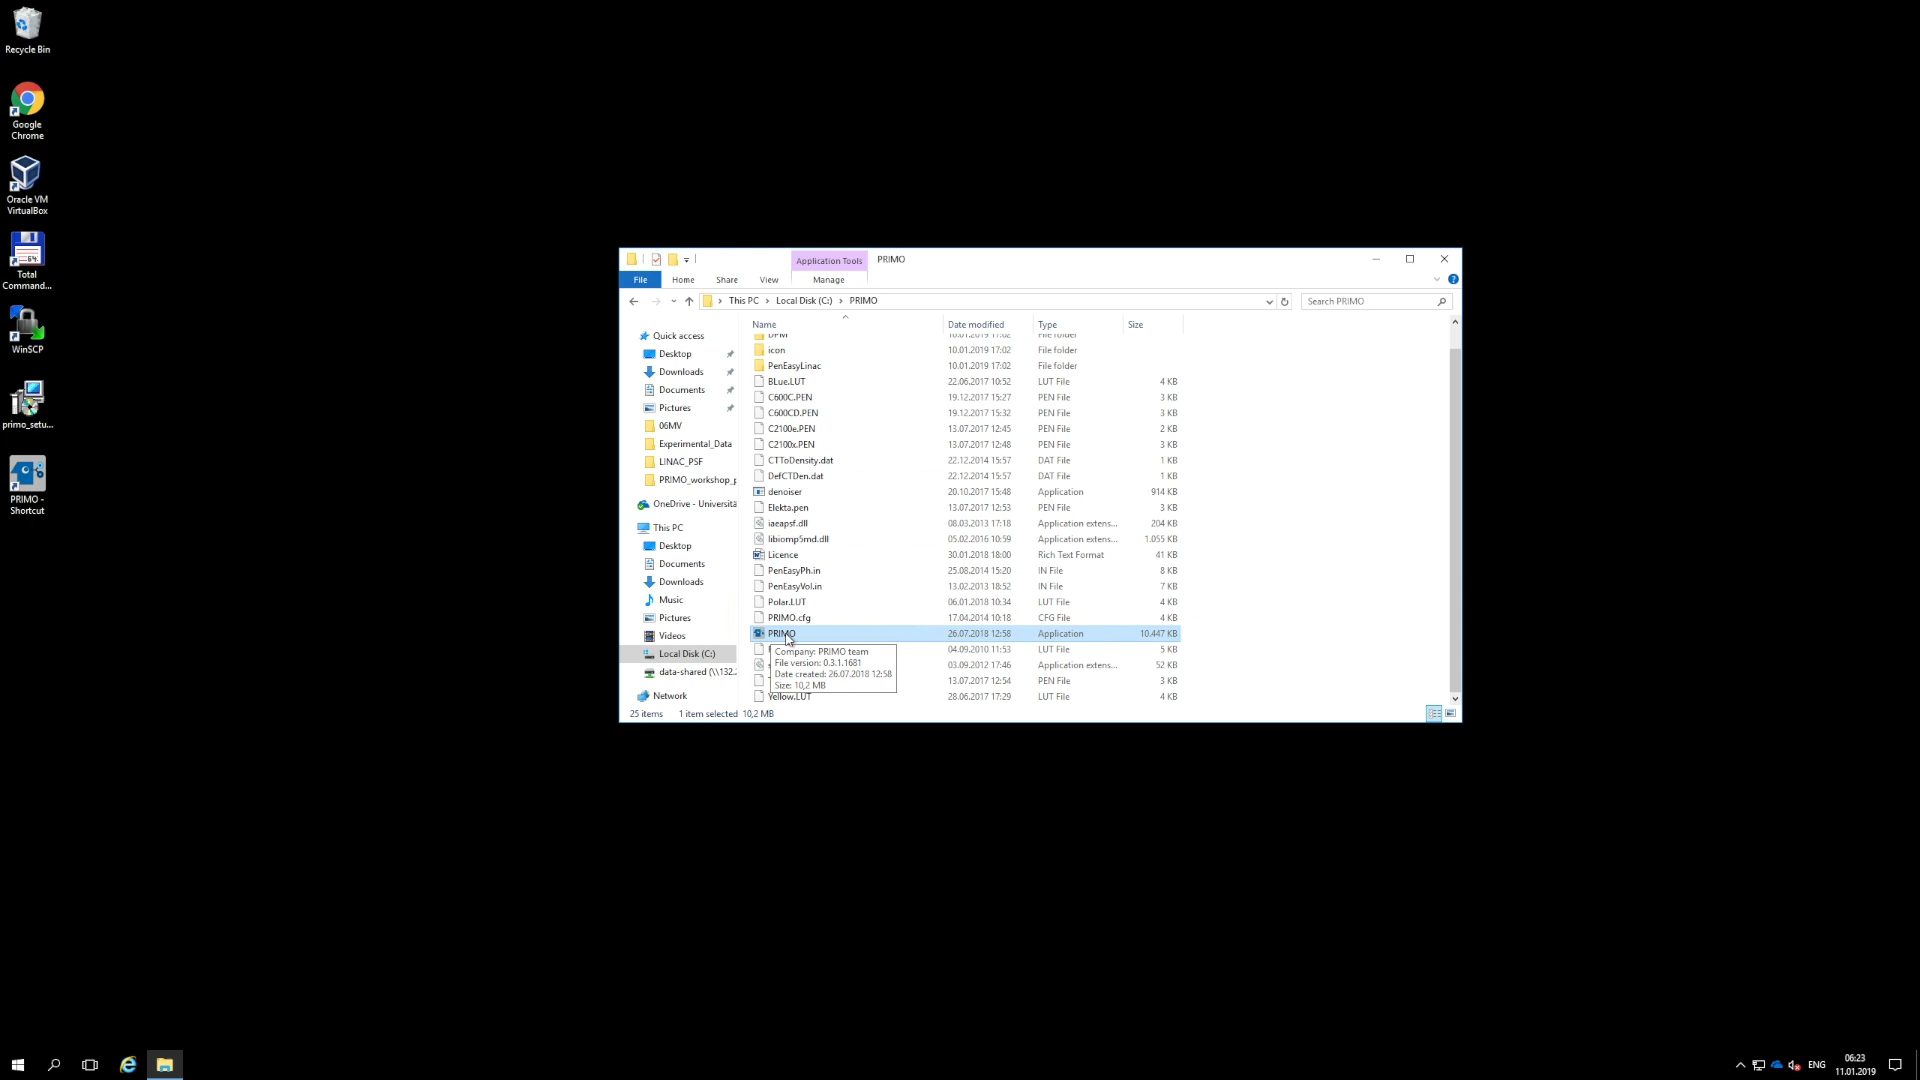 Recycle Bin
Google
Chrome
Oracle VM
VirtualBox
Total
Command...
WinSCP
primo_setu...
PRIMO -
Shortcut
Application Tools PRIMO
File Home Share View Manage
This PC Local Disk (C:) PRIMO Search PRIMO
Quick access
Desktop
Downloads
Documents
Pictures
06MV
Experimental_Data
LINAC_PSF
PRIMO_workshop_p
OneDrive - Universitä
This PC
Desktop
Documents
Downloads
Music
Pictures
Videos
Local Disk (C:)
data-shared (\\132.
Network
Name Date modified Type Size
DPM 10.01.2019 17:02 File folder
icon 10.01.2019 17:02 File folder
PenEasyLinac 10.01.2019 17:02 File folder
BLue.LUT 22.06.2017 10:52 LUT File 4 KB
C600C.PEN 19.12.2017 15:27 PEN File 3 KB
C600CD.PEN 19.12.2017 15:32 PEN File 3 KB
C2100e.PEN 13.07.2017 12:45 PEN File 2 KB
C2100x.PEN 13.07.2017 12:48 PEN File 3 KB
CTToDensity.dat 22.12.2014 15:57 DAT File 1 KB
DefCTDen.dat 22.12.2014 15:57 DAT File 1 KB
denoiser 20.10.2017 15:48 Application 914 KB
Elekta.pen 13.07.2017 12:53 PEN File 3 KB
iaeapsf.dll 08.03.2013 17:18 Application extens... 204 KB
libiomp5md.dll 05.02.2016 10:59 Application extens... 1.055 KB
Licence 30.01.2018 18:00 Rich Text Format 41 KB
PenEasyPh.in 25.08.2014 15:20 IN File 8 KB
PenEasyVol.in 13.02.2013 18:52 IN File 7 KB
Polar.LUT 06.01.2018 10:34 LUT File 4 KB
PRIMO.cfg 17.04.2014 10:18 CFG File 4 KB
PRIMO 26.07.2018 12:58 Application 10.447 KB
04.09.2010 11:53 LUT File 5 KB
03.09.2012 17:46 Application extens... 52 KB
13.07.2017 12:54 PEN File 3 KB
Yellow.LUT 28.06.2017 17:29 LUT File 4 KB
Company: PRIMO team
File version: 0.3.1.1681
Date created: 26.07.2018 12:58
Size: 10,2 MB
25 items 1 item selected 10,2 MB
ENG
06:23
11.01.2019